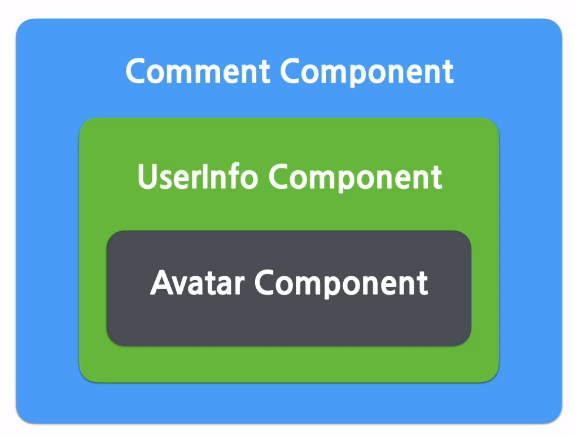 Comment Component
UserInfo Component
Avatar Component